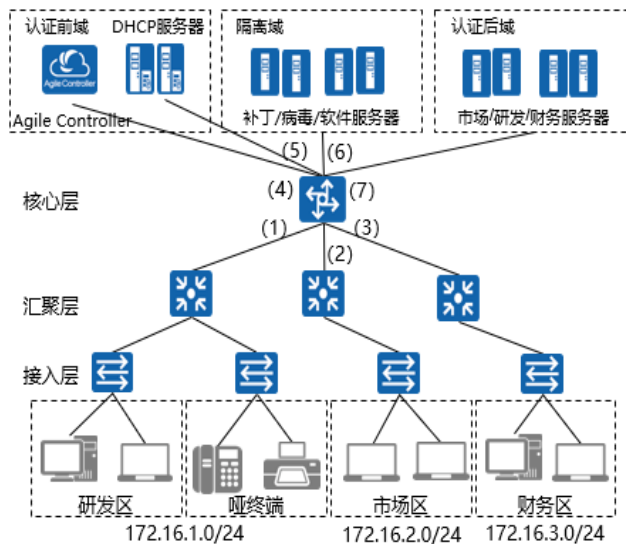 认证前域 DHCP服务器
Agile Controller
Agile Controller
隔离域
补丁/病毒/软件服务器
认证后域
市场/研发/财务服务器
(5) (6)
(4) (7)
核心层
(1) (3)
(2)
汇聚层
接入层
研发区 哑终端 市场区 财务区
172.16.1.0/24 172.16.2.0/24 172.16.3.0/24